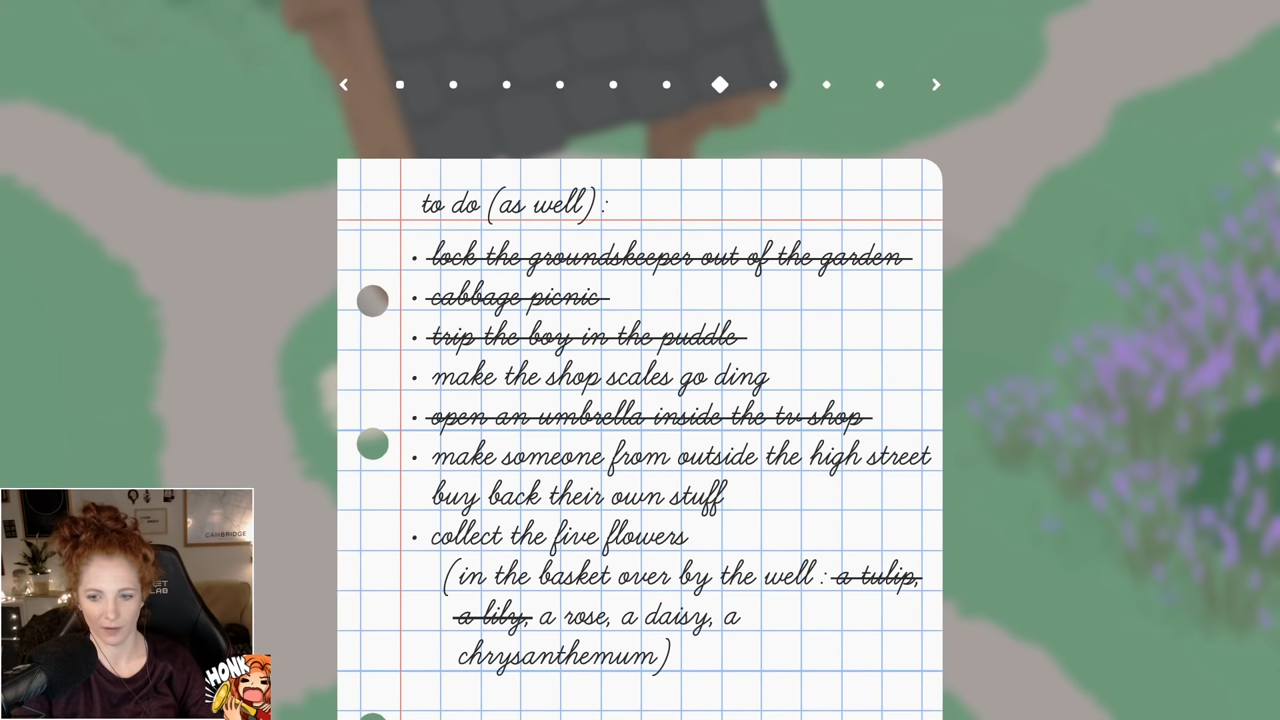 to do (as well) :
• lock the groundskeeper out of the garden
• cabbage picnic
• trip the boy in the puddle
• make the shop scales go ding
• open an umbrella inside the tv shop
• make someone from outside the high street
buy back their own stuff
• collect the five flowers
(in the basket over by the well : a tulip,
a lily, a rose, a daisy, a
chrysanthemum)
CAMBRIDGE
LAB
HONK